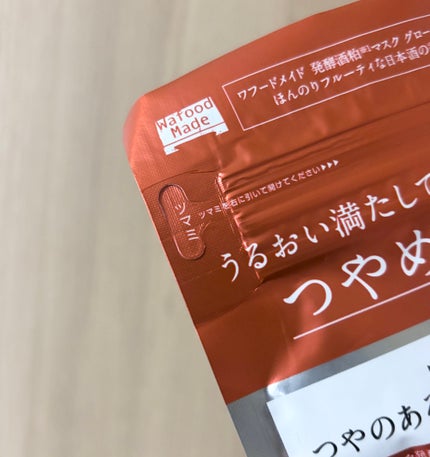 Wafood
Made
ワフードメイド 発酵酒粕※1マスク グロー
ほんのりフルーティな日本酒の
ツマミ
ツマミを右に引いて開けてください▶▶▶
うるおい満たして
つやめ
つやのあ